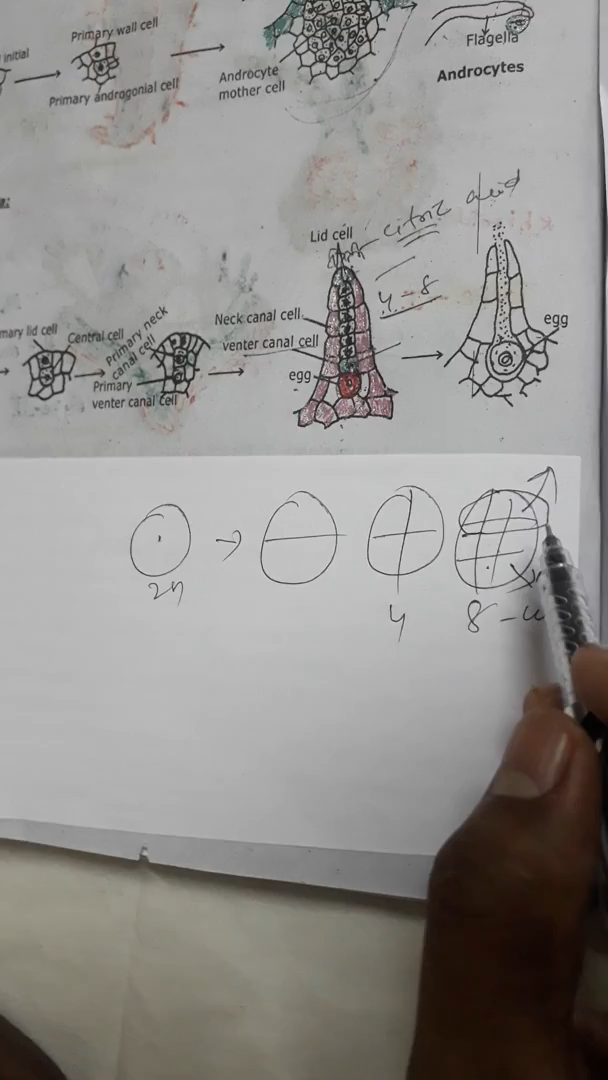 initial
Primary wall cell
Primary androgonial cell
Androcyte
mother cell
Flagella
Androcytes
citric acid
Lid cell
4 - 8
Neck canal cell
venter canal cell
egg
egg
mary lid cell
Central cell
Primary neck
canal cell
Primary
venter canal cell
2n
4
8 -